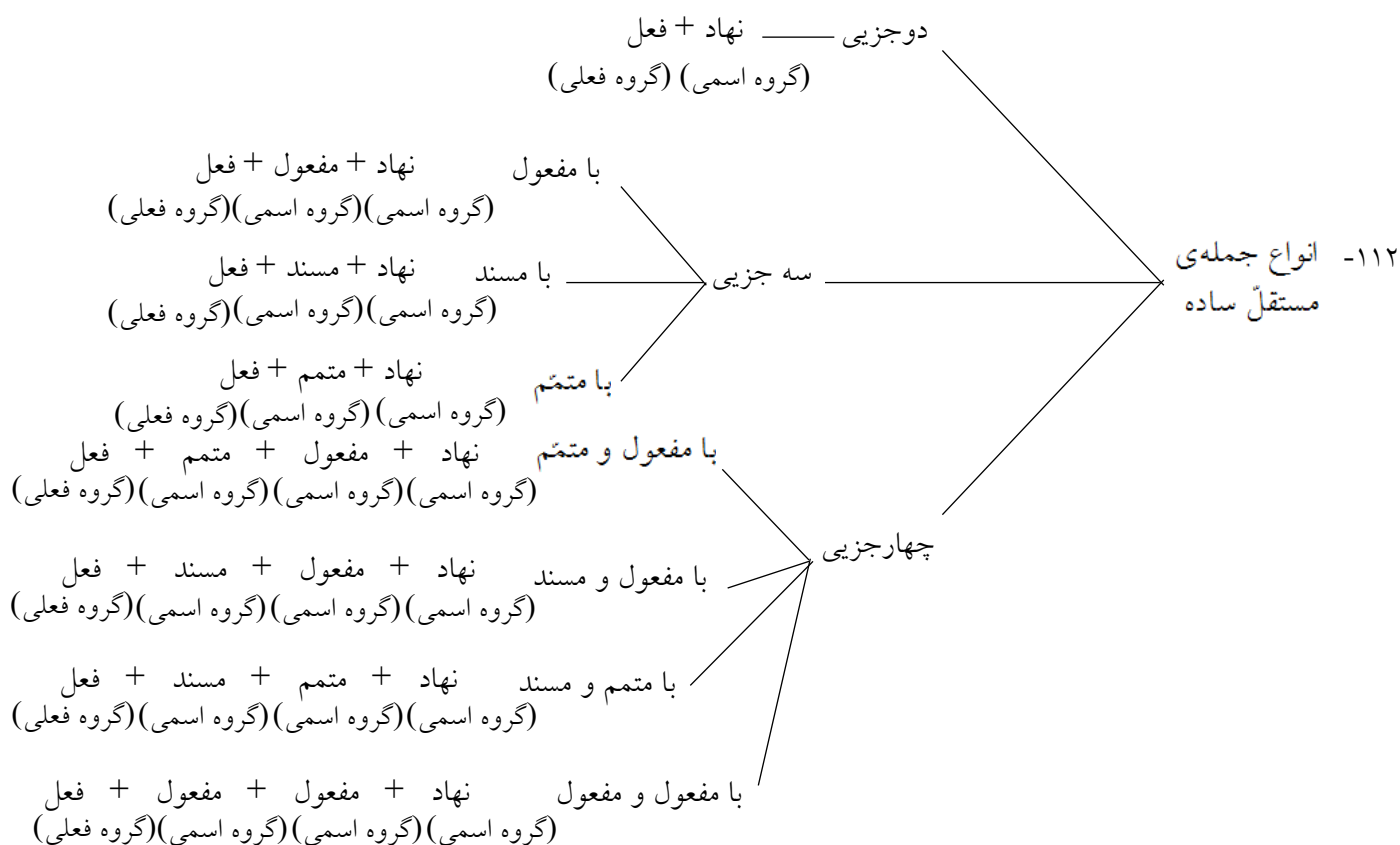 ۱۱۲- انواع جمله‌ی
مستقلّ ساده
دوجزیی نهاد + فعل
(گروه اسمی) (گروه فعلی)
سه جزیی
با مفعول نهاد + مفعول + فعل
(گروه اسمی)(گروه اسمی)(گروه فعلی)
با مسند نهاد + مسند + فعل
(گروه اسمی)(گروه اسمی)(گروه فعلی)
با متمّم نهاد + متمم + فعل
(گروه اسمی)(گروه اسمی)(گروه فعلی)
چهارجزیی
با مفعول و متمّم نهاد + مفعول + متمم + فعل
(گروه اسمی)(گروه اسمی)(گروه اسمی)(گروه فعلی)
با مفعول و مسند نهاد + مفعول + مسند + فعل
(گروه اسمی)(گروه اسمی)(گروه اسمی)(گروه فعلی)
با متمم و مسند نهاد + متمم + مسند + فعل
(گروه اسمی)(گروه اسمی)(گروه اسمی)(گروه فعلی)
با مفعول و مفعول نهاد + مفعول + مفعول + فعل
(گروه اسمی)(گروه اسمی)(گروه اسمی)(گروه فعلی)